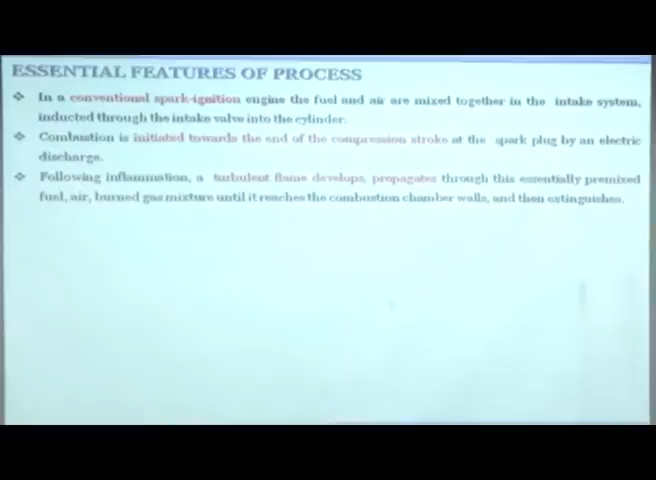 ESSENTIAL FEATURES OF PROCESS
❖ In a conventional spark-ignition engine the fuel and air are mixed together in the intake system,
inducted through the intake valve into the cylinder.
❖ Combustion is initiated towards the end of the compression stroke at the spark plug by an electric
discharge.
❖ Following inflammation, a turbulent flame develops, propagates through this essentially premixed
fuel, air, burned gas mixture until it reaches the combustion chamber walls, and then extinguishes.